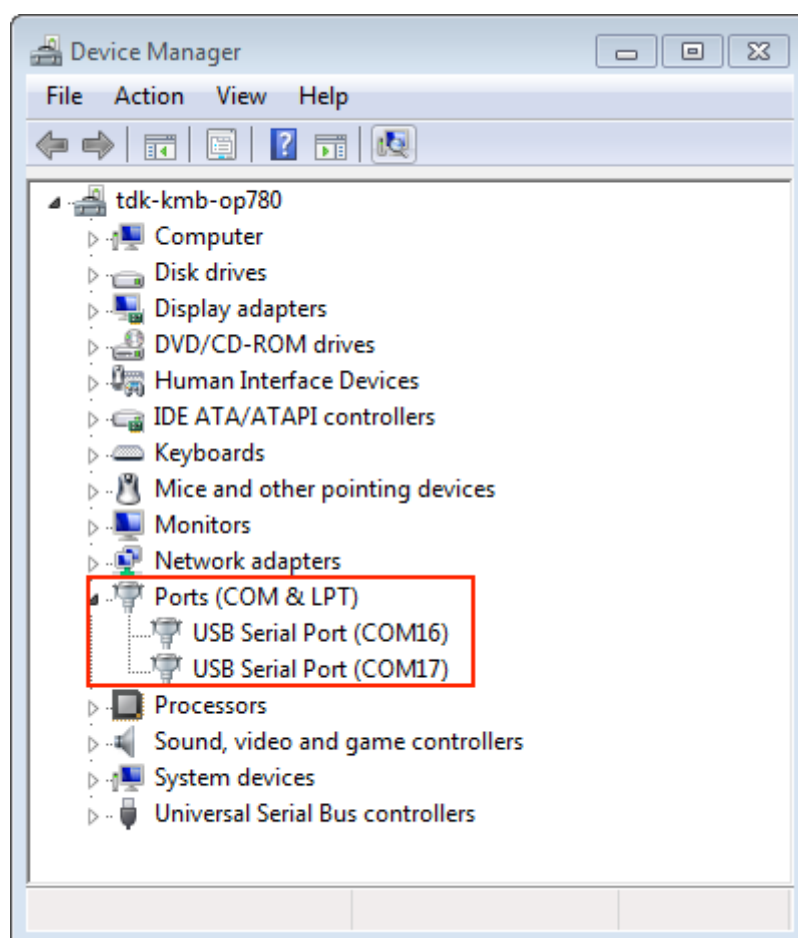 Device Manager
File Action View Help
tdk-kmb-op780
Computer
Disk drives
Display adapters
DVD/CD-ROM drives
Human Interface Devices
IDE ATA/ATAPI controllers
Keyboards
Mice and other pointing devices
Monitors
Network adapters
Ports (COM & LPT)
USB Serial Port (COM16)
USB Serial Port (COM17)
Processors
Sound, video and game controllers
System devices
Universal Serial Bus controllers